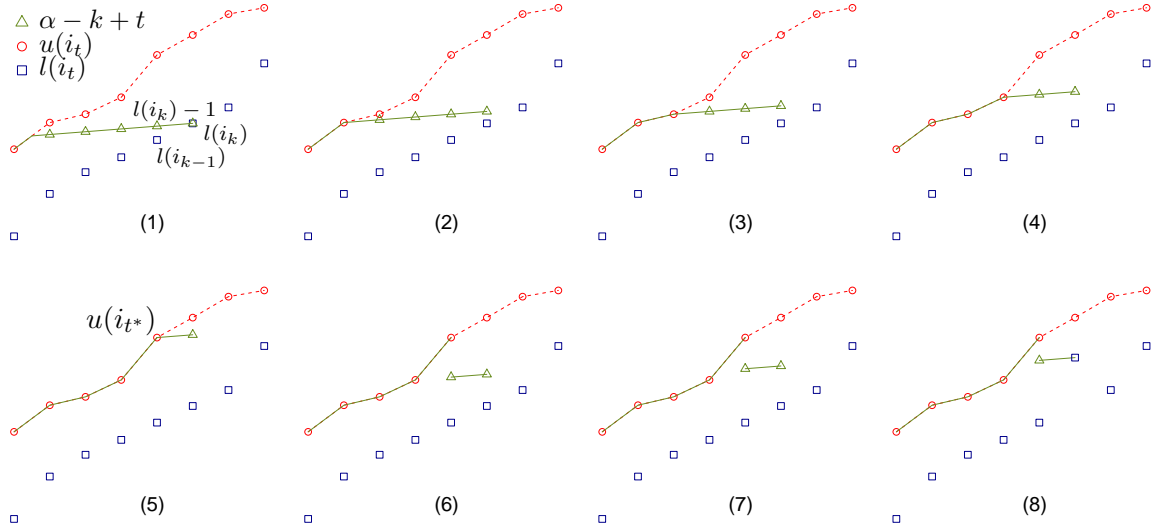 α − k + t
u(i_t)
l(i_t)
l(i_k) − 1
l(i_k)
l(i_{k−1})
(1)
(2)
(3)
(4)
u(i_{t*})
(5)
(6)
(7)
(8)